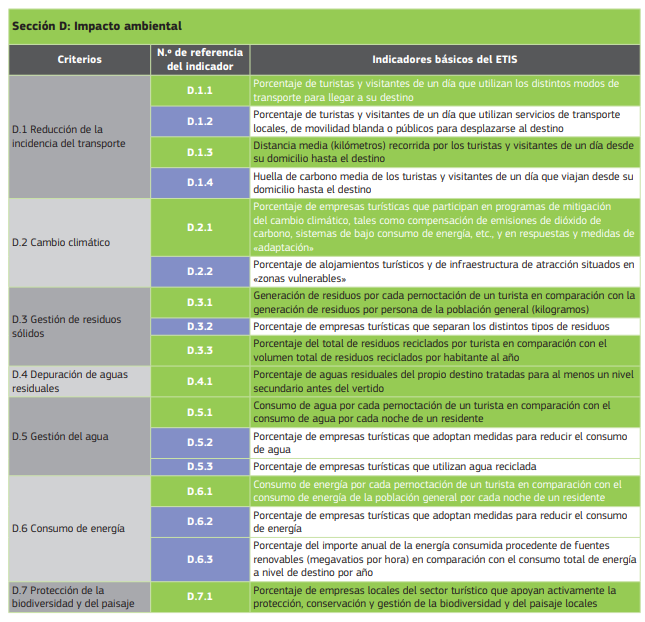 Sección D: Impacto ambiental
Criterios
N.º de referencia
del indicador
Indicadores básicos del ETIS
D.1 Reducción de la
incidencia del transporte
D.1.1
Porcentaje de turistas y visitantes de un día que utilizan los distintos modos de
transporte para llegar a su destino
D.1.2
Porcentaje de turistas y visitantes de un día que utilizan servicios de transporte
locales, de movilidad blanda o públicos para desplazarse al destino
D.1.3
Distancia media (kilómetros) recorrida por los turistas y visitantes de un día desde
su domicilio hasta el destino
D.1.4
Huella de carbono media de los turistas y visitantes de un día que viajan desde su
domicilio hasta el destino
D.2 Cambio climático
D.2.1
Porcentaje de empresas turísticas que participan en programas de mitigación
del cambio climático, tales como compensación de emisiones de dióxido de
carbono, sistemas de bajo consumo de energía, etc., y en respuestas y medidas de
«adaptación»
D.2.2
Porcentaje de alojamientos turísticos y de infraestructura de atracción situados en
«zonas vulnerables»
D.3 Gestión de residuos
sólidos
D.3.1
Generación de residuos por cada pernoctación de un turista en comparación con la
generación de residuos por persona de la población general (kilogramos)
D.3.2
Porcentaje de empresas turísticas que separan los distintos tipos de residuos
D.3.3
Porcentaje del total de residuos reciclados por turista en comparación con el
volumen total de residuos reciclados por habitante al año
D.4 Depuración de aguas
residuales
D.4.1
Porcentaje de aguas residuales del propio destino tratadas para al menos un nivel
secundario antes del vertido
D.5 Gestión del agua
D.5.1
Consumo de agua por cada pernoctación de un turista en comparación con el
consumo de agua por cada noche de un residente
D.5.2
Porcentaje de empresas turísticas que adoptan medidas para reducir el consumo
de agua
D.5.3
Porcentaje de empresas turísticas que utilizan agua reciclada
D.6 Consumo de energía
D.6.1
Consumo de energía por cada pernoctación de un turista en comparación con el
consumo de energía de la población general por cada noche de un residente
D.6.2
Porcentaje de empresas turísticas que adoptan medidas para reducir el consumo
de energía
D.6.3
Porcentaje del importe anual de la energía consumida procedente de fuentes
renovables (megavatios por hora) en comparación con el consumo total de energía
a nivel de destino por año
D.7 Protección de la
biodiversidad y del paisaje
D.7.1
Porcentaje de empresas locales del sector turístico que apoyan activamente la
protección, conservación y gestión de la biodiversidad y del paisaje locales